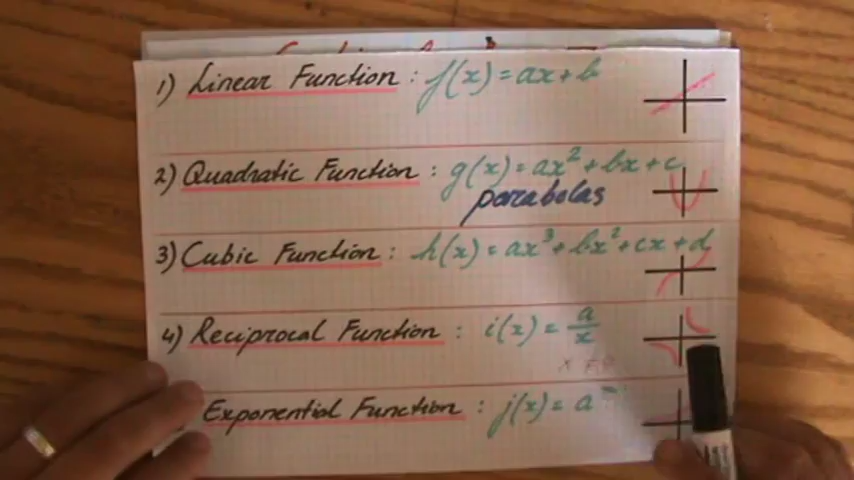 1) Linear Function : f(x) = ax + b
2) Quadratic Function : g(x) = ax² + bx + c
parabolas
3) Cubic Function : h(x) = ax³ + bx² + cx + d
4) Reciprocal Function : i(x) = a/x
Exponential Function : j(x) = a